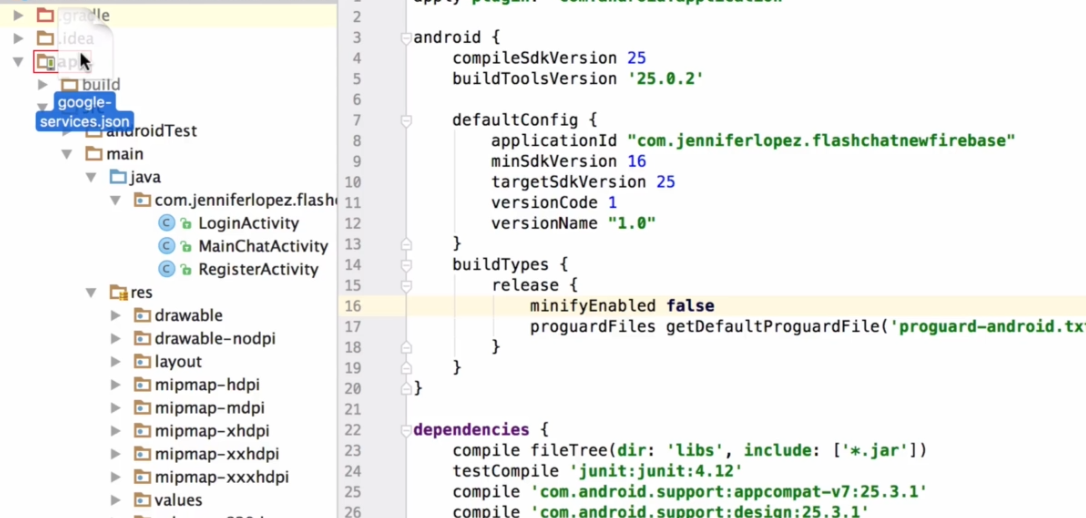 .gradle
.idea
app
build
google-
services.json
androidTest
main
java
com.jenniferlopez.flash
LoginActivity
MainChatActivity
RegisterActivity
res
drawable
drawable-nodpi
layout
mipmap-hdpi
mipmap-mdpi
mipmap-xhdpi
mipmap-xxhdpi
mipmap-xxxhdpi
values
2
3 android {
4 compileSdkVersion 25
5 buildToolsVersion '25.0.2'
6
7 defaultConfig {
8 applicationId "com.jenniferlopez.flashchatnewfirebase"
9 minSdkVersion 16
10 targetSdkVersion 25
11 versionCode 1
12 versionName "1.0"
13 }
14 buildTypes {
15 release {
16 minifyEnabled false
17 proguardFiles getDefaultProguardFile('proguard-android.tx
18 }
19 }
20 }
21
22 dependencies {
23 compile fileTree(dir: 'libs', include: ['*.jar'])
24 testCompile 'junit:junit:4.12'
25 compile 'com.android.support:appcompat-v7:25.3.1'
26 compile 'com.android.support:design:25.3.1'